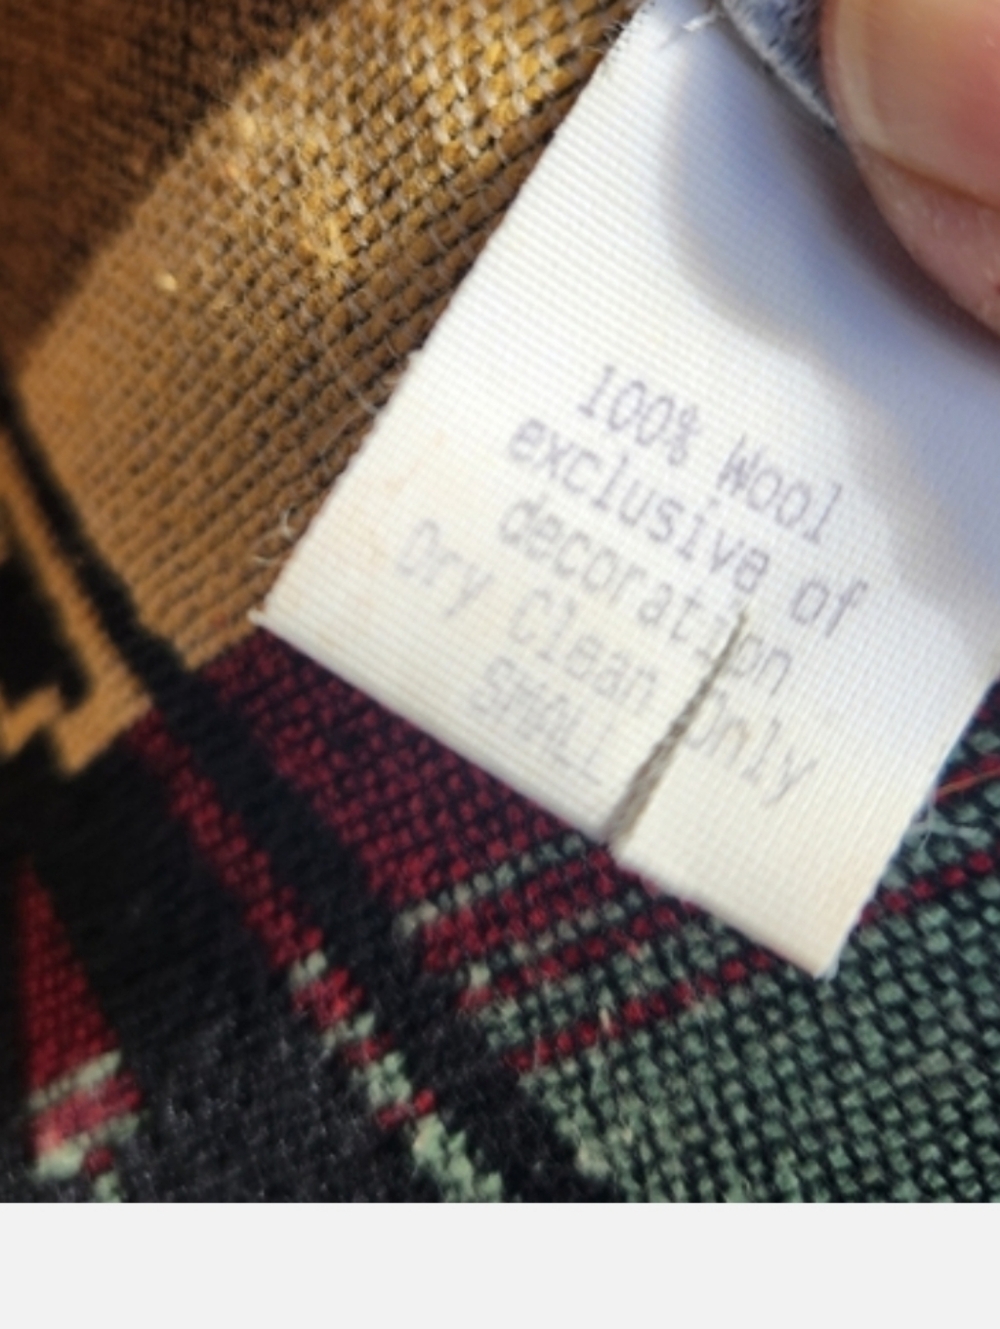 100% Wool
exclusive of
decoration
Dry Clean Only
SMALL